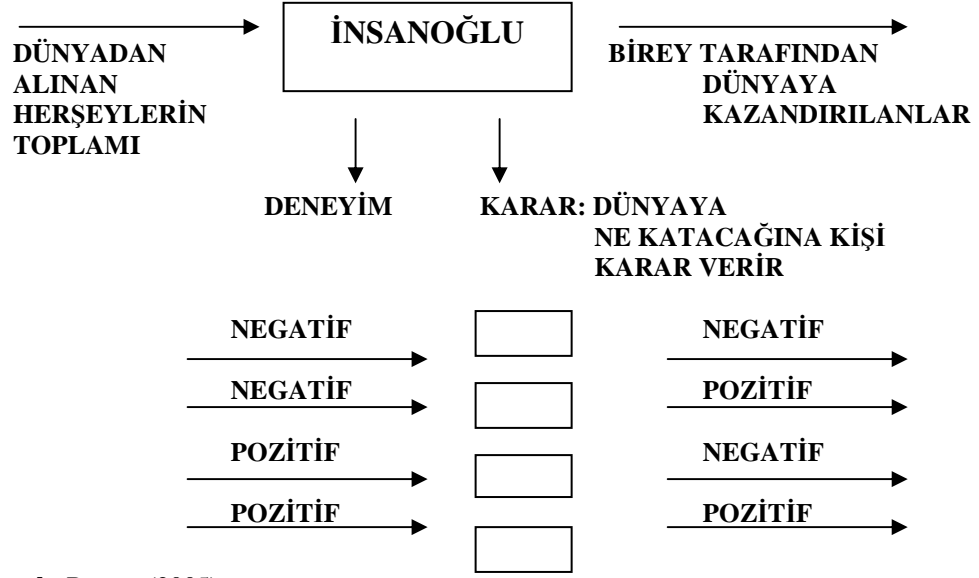 İNSANOĞLU
DÜNYADAN
ALINAN
HERŞEYLERİN
TOPLAMI
BİREY TARAFINDAN
DÜNYAYA
KAZANDIRILANLAR
DENEYİM
KARAR: DÜNYAYA
NE KATACAĞINA KİŞİ
KARAR VERİR
NEGATİF NEGATİF
NEGATİF POZİTİF
POZİTİF NEGATİF
POZİTİF POZİTİF